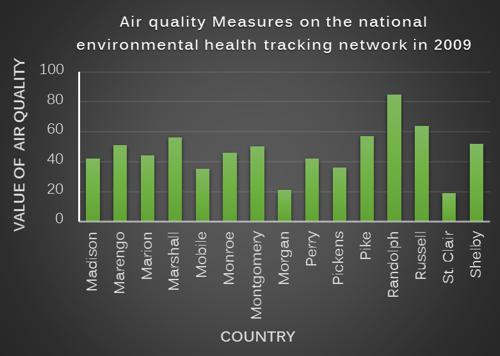 Air quality Measures on the national
environmental health tracking network in 2009
VALUE OF AIR QUALITY
100
80
60
40
20
0
Madison
Marengo
Marion
Marshall
Mobile
Monroe
Montgomery
Morgan
Perry
Pickens
Pike
Randolph
Russell
St. Clair
Shelby
COUNTRY